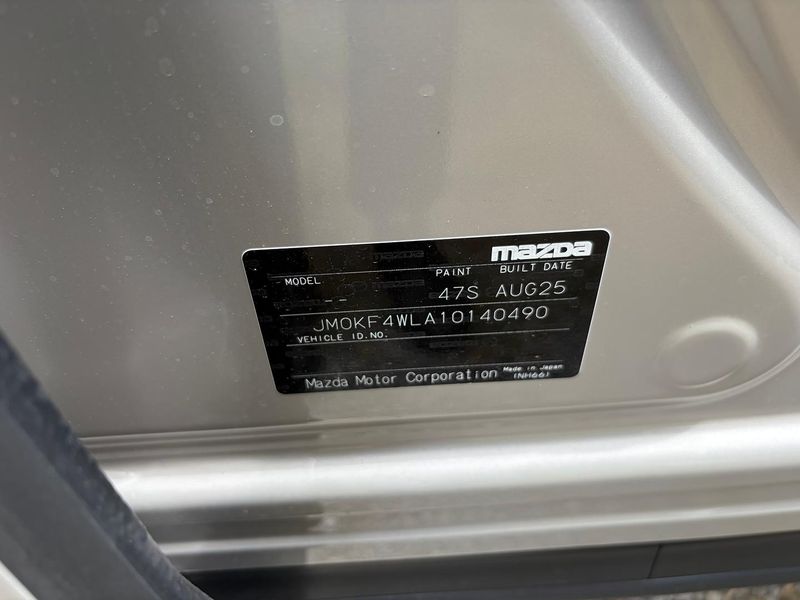 mazda
MODEL PAINT BUILT DATE
-- 47S AUG25
JM0KF4WLA10140490
VEHICLE ID.NO.
Mazda Motor Corporation Made in Japan
(NH66)